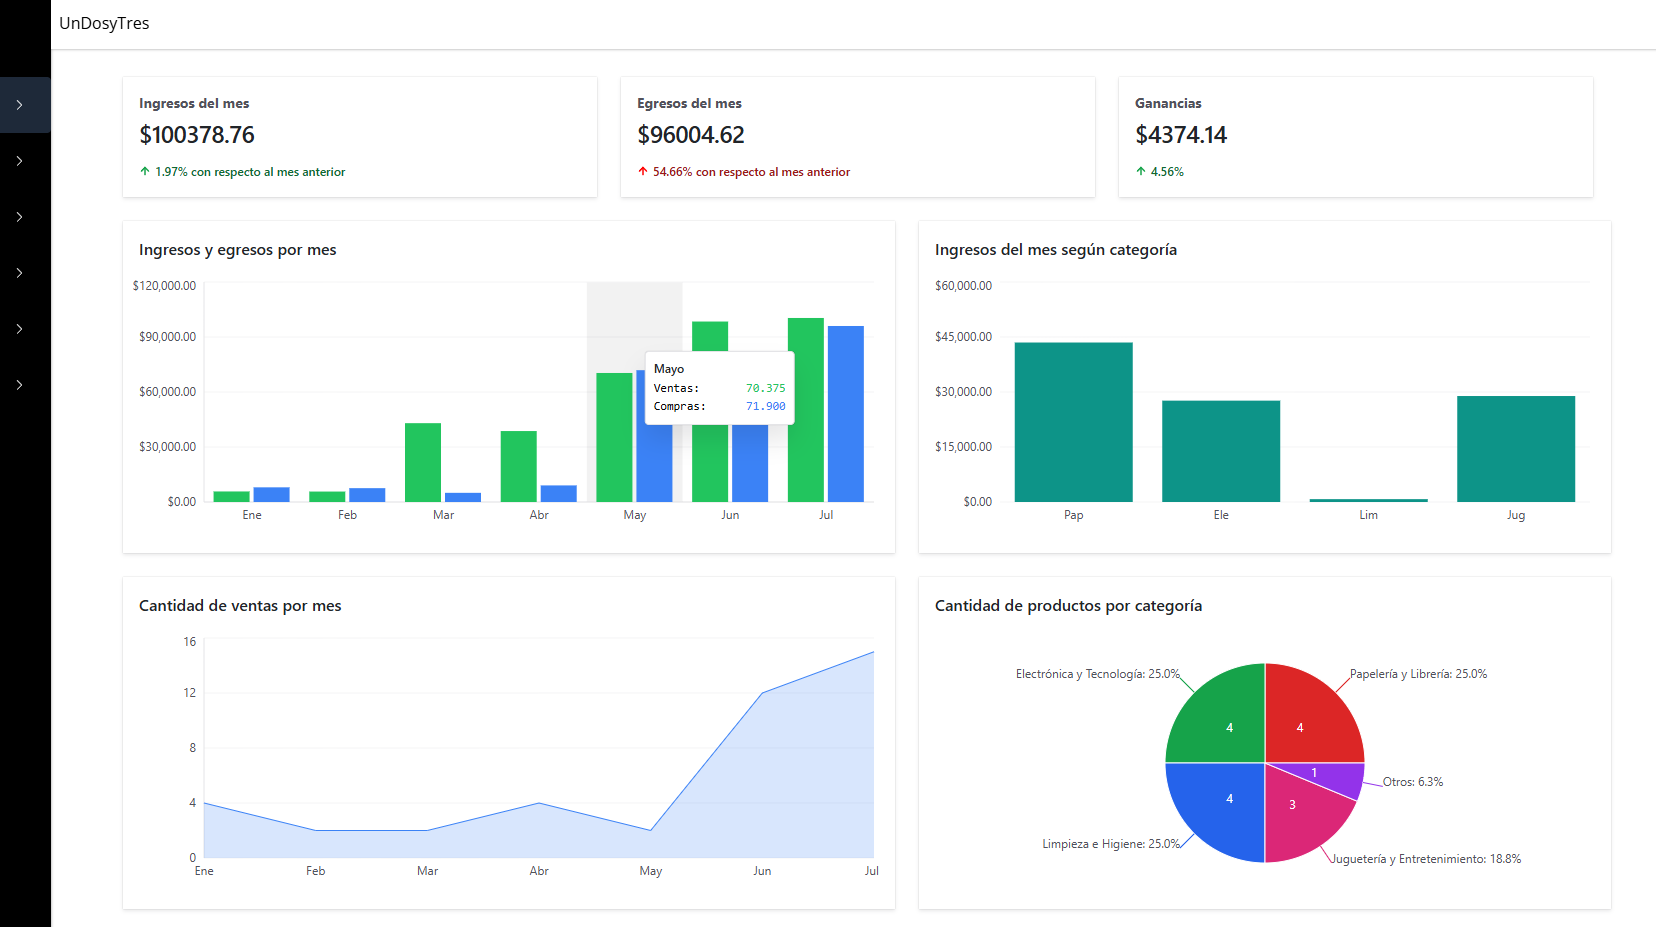 UnDosyTres
Ingresos del mes
$100378.76
1.97% con respecto al mes anterior
Egresos del mes
$96004.62
54.66% con respecto al mes anterior
Ganancias
$4374.14
4.56%
Ingresos y egresos por mes
$120,000.00
$90,000.00
$60,000.00
$30,000.00
$0.00
Ene Feb Mar Abr May Jun Jul
Mayo
Ventas: 70.375
Compras: 71.900
Ingresos del mes según categoría
$60,000.00
$45,000.00
$30,000.00
$15,000.00
$0.00
Pap Ele Lim Jug
Cantidad de ventas por mes
16
12
8
4
0
Ene Feb Mar Abr May Jun Jul
Cantidad de productos por categoría
Electrónica y Tecnología: 25.0%
Papelería y Librería: 25.0%
4
4
1
Otros: 6.3%
4
3
Limpieza e Higiene: 25.0%
Juguetería y Entretenimiento: 18.8%